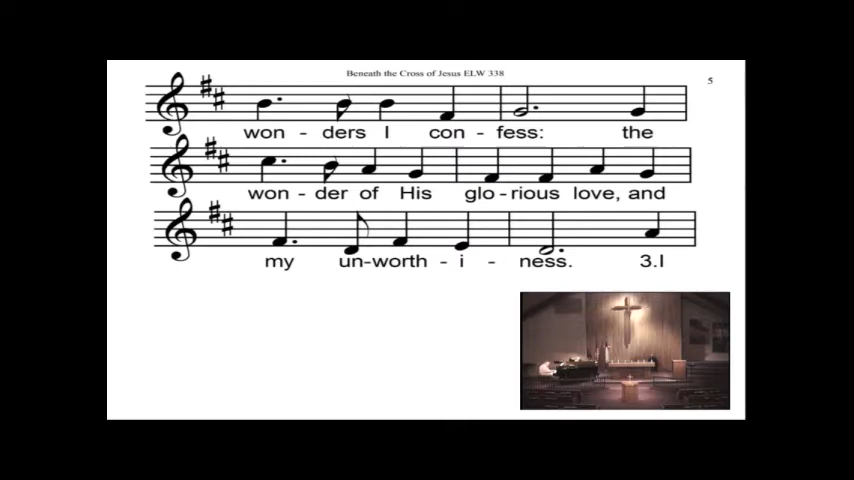 Beneath the Cross of Jesus ELW 338
5
won - ders I con - fess: the
won - der of His glo - rious love, and
my un-worth - i - ness. 3.I